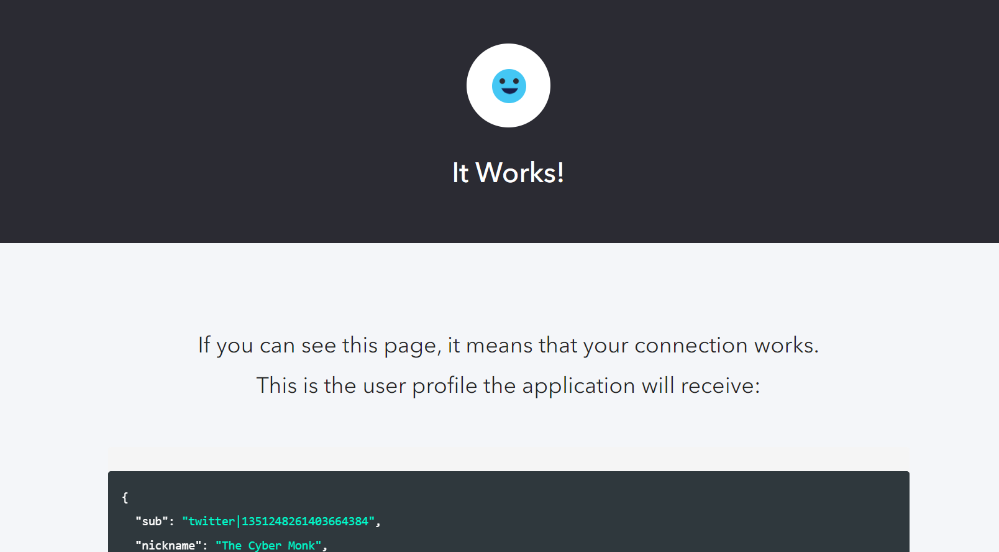 It Works!
If you can see this page, it means that your connection works.
This is the user profile the application will receive:
{
"sub": "twitter|1351248261403664384",
"nickname": "The Cyber Monk",